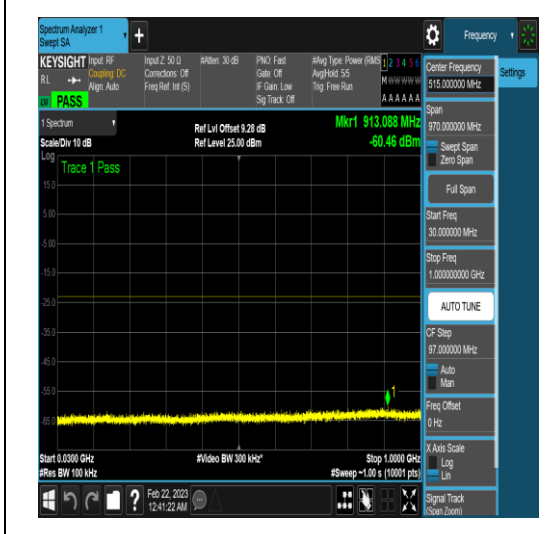 Spectrum Analyzer 1
Swept SA
Frequency
KEYSIGHT
RL
Input: RF
Coupling: DC
Align: Auto
Input Z: 50 Ω
Corrections: Off
Freq Ref: Int (S)
#Atten: 30 dB
PNO: Fast
Gate: Off
IF Gain: Low
Sig Track: Off
#Avg Type: Power (RMS)
Avg|Hold: 5/5
Trig: Free Run
1 2 3 4 5 6
M W W W W W
A A A A A A
PASS
1 Spectrum
Scale/Div 10 dB
Ref Lvl Offset 9.28 dB
Ref Level 25.00 dBm
Mkr1 913.088 MHz
-60.46 dBm
Log
Trace 1 Pass
15.0
5.00
-5.00
-15.0
-25.0
-35.0
-45.0
-55.0
-65.0
1
Start 0.0300 GHz
#Res BW 100 kHz
#Video BW 300 kHz*
Stop 1.0000 GHz
#Sweep ~1.00 s (10001 pts)
?
Feb 22, 2023
12:41:22 AM
Center Frequency
515.000000 MHz
Settings
Span
970.000000 MHz
Swept Span
Zero Span
Full Span
Start Freq
30.000000 MHz
Stop Freq
1.000000000 GHz
AUTO TUNE
CF Step
97.000000 MHz
Auto
Man
Freq Offset
0 Hz
X Axis Scale
Log
Lin
Signal Track
(Span Zoom)